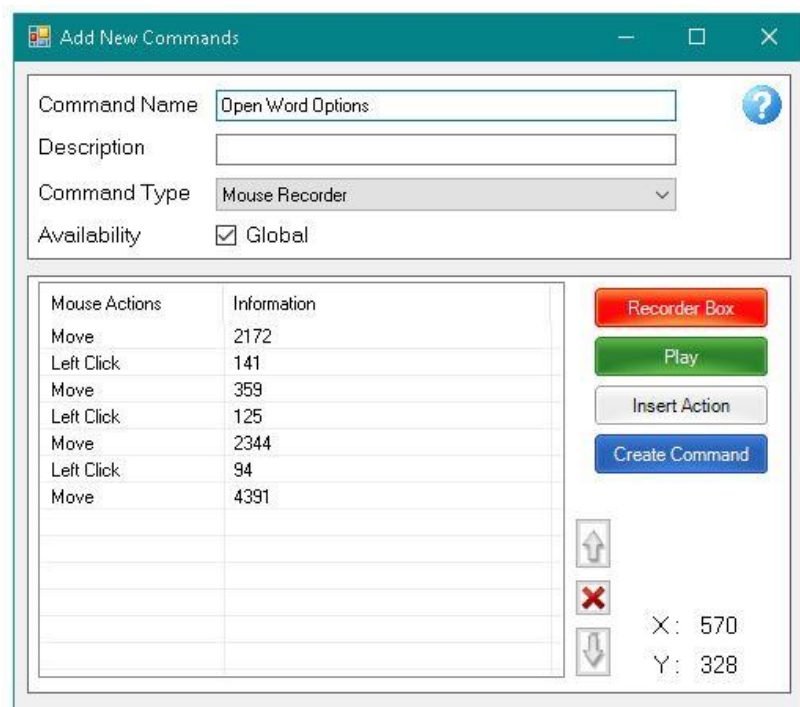 Add New Commands
Command Name Open Word Options
Description
Command Type Mouse Recorder
Availability Global
Mouse Actions Information
Move 2172
Left Click 141
Move 359
Left Click 125
Move 2344
Left Click 94
Move 4391
Recorder Box
Play
Insert Action
Create Command
X: 570
Y: 328